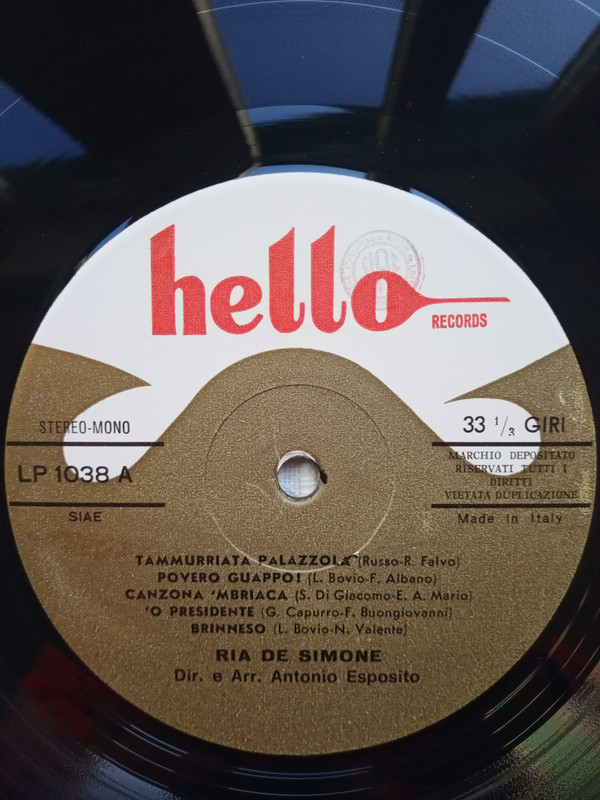 hello
RECORDS
STEREO-MONO
33 1/3 GIRI
LP 1038 A
MARCHIO DEPOSITATO
RISERVATI TUTTI I
DIRITTI
VIETATA DUPLICAZIONE
SIAE
Made in Italy
TAMMURRIATA PALAZZOLA (Russo-R. Falvo)
POVERO GUAPPO! (L. Bovio-F. Albano)
CANZONA 'MBRIACA (S. Di Giacomo-E. A. Mario)
'O PRESIDENTE (G. Capurro-F. Buongiovanni)
BRINNESO (L. Bovio-N. Valente)
RIA DE SIMONE
Dir. e Arr. Antonio Esposito